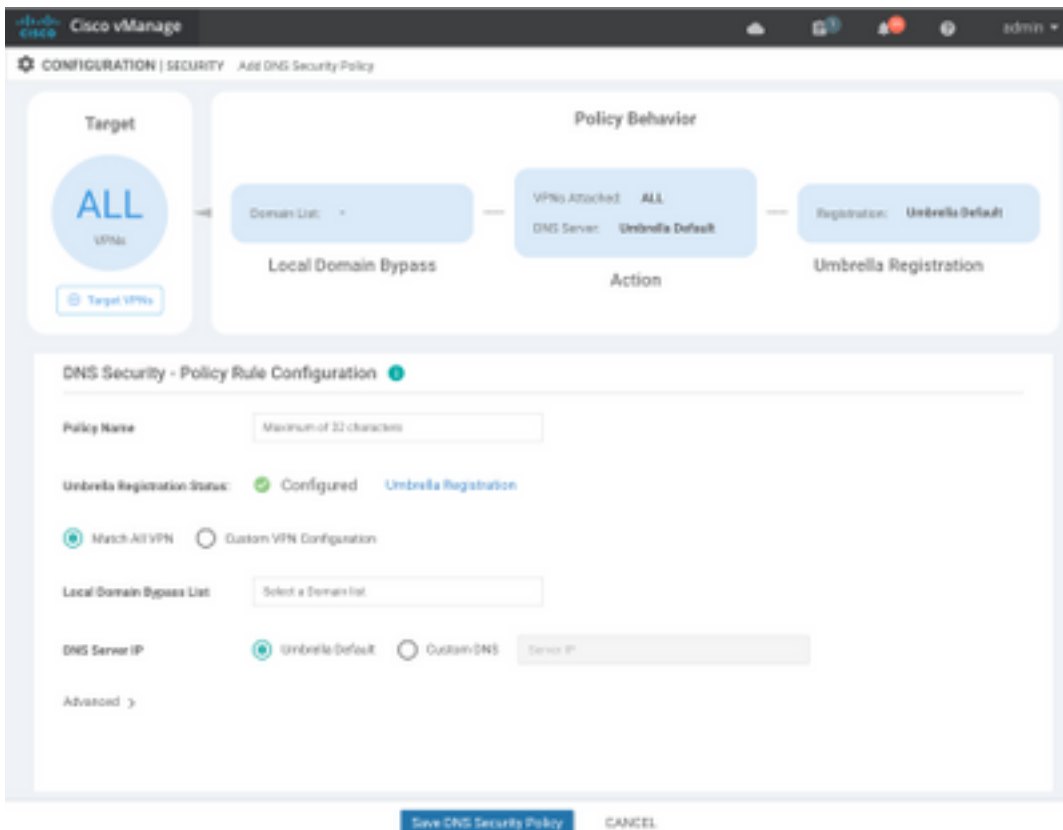 cisco Cisco vManage admin
CONFIGURATION | SECURITY Add DNS Security Policy
Target
Policy Behavior
ALL
VPNs
Target VPNs
Domain List: -
Local Domain Bypass
VPNs Attached: ALL
DNS Server: Umbrella Default
Action
Registration: Umbrella Default
Umbrella Registration
DNS Security - Policy Rule Configuration
Policy Name Maximum of 32 characters
Umbrella Registration Status: Configured Umbrella Registration
Match All VPN Custom VPN Configuration
Local Domain Bypass List Select a Domain list
DNS Server IP Umbrella Default Custom DNS Server IP
Advanced >
Save DNS Security Policy CANCEL